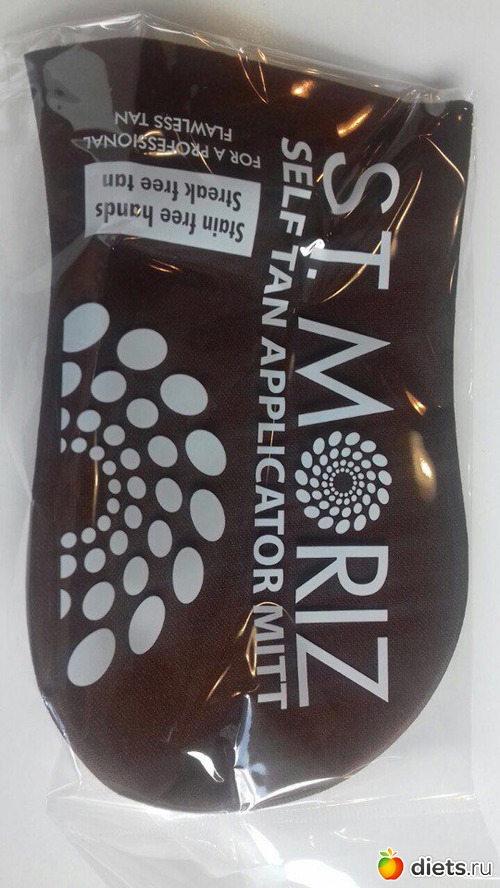 ST. MORIZ
SELF TAN APPLICATOR MITT
Stain free hands
Streak free tan
FOR A PROFESSIONAL
FLAWLESS TAN
diets.ru